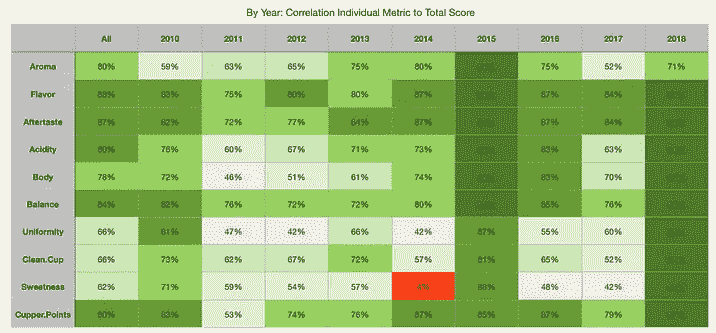 By Year: Correlation Individual Metric to Total Score
All 2010 2011 2012 2013 2014 2015 2016 2017 2018
Aroma 80% 59% 63% 65% 75% 80% 75% 52% 71%
Flavor 88% 83% 75% 80% 80% 87% 87% 84%
Aftertaste 87% 82% 72% 77% 84% 87% 87% 84%
Acidity 80% 76% 60% 67% 71% 73% 83% 63%
Body 78% 72% 46% 51% 61% 74% 83% 70%
Balance 84% 82% 76% 72% 72% 80% 85% 76%
Uniformity 66% 81% 47% 42% 66% 42% 87% 55% 60%
Clean.Cup 66% 73% 62% 67% 72% 57% 81% 65% 52%
Sweetness 62% 71% 59% 54% 57% 88% 48% 42%
Cupper.Points 80% 83% 53% 74% 76% 87% 85% 87% 79%